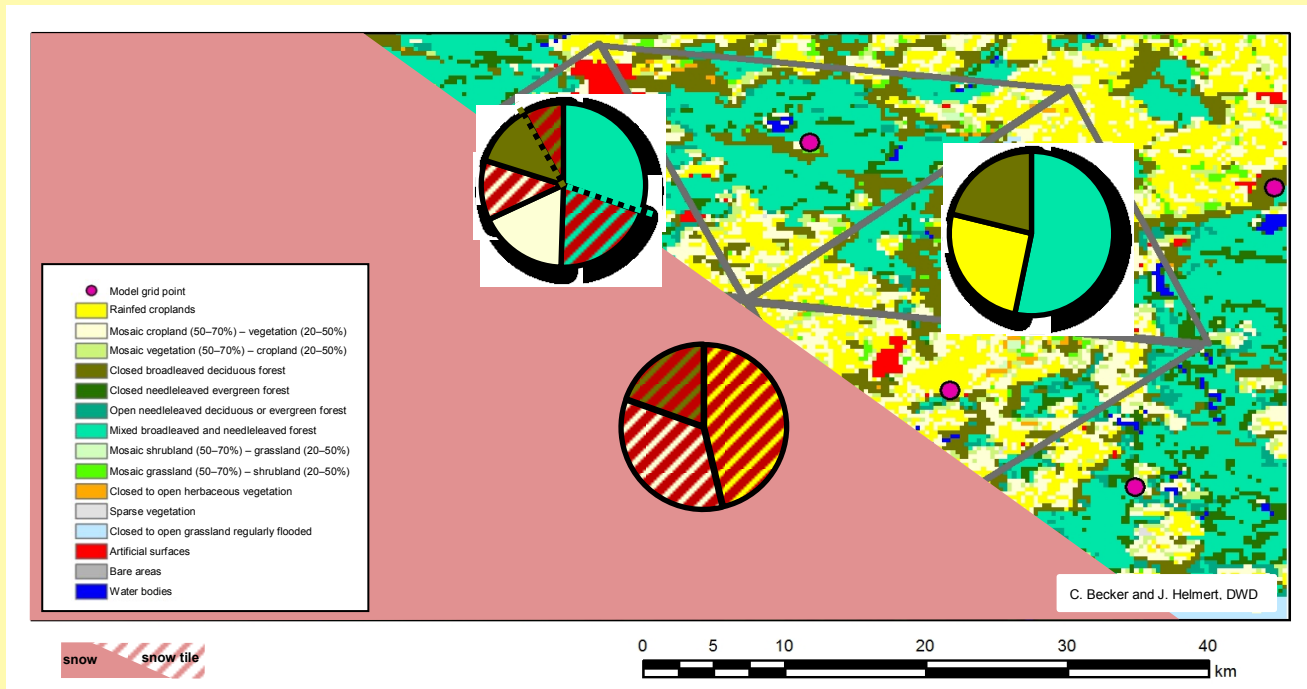 Model grid point
Rainfed croplands
Mosaic cropland (50–70%) – vegetation (20–50%)
Mosaic vegetation (50–70%) – cropland (20–50%)
Closed broadleaved deciduous forest
Closed needleleaved evergreen forest
Open needleleaved deciduous or evergreen forest
Mixed broadleaved and needleleaved forest
Mosaic shrubland (50–70%) – grassland (20–50%)
Mosaic grassland (50–70%) – shrubland (20–50%)
Closed to open herbaceous vegetation
Sparse vegetation
Closed to open grassland regularly flooded
Artificial surfaces
Bare areas
Water bodies
C. Becker and J. Helmert, DWD
snow snow tile
0 5 10 20 30 40
km